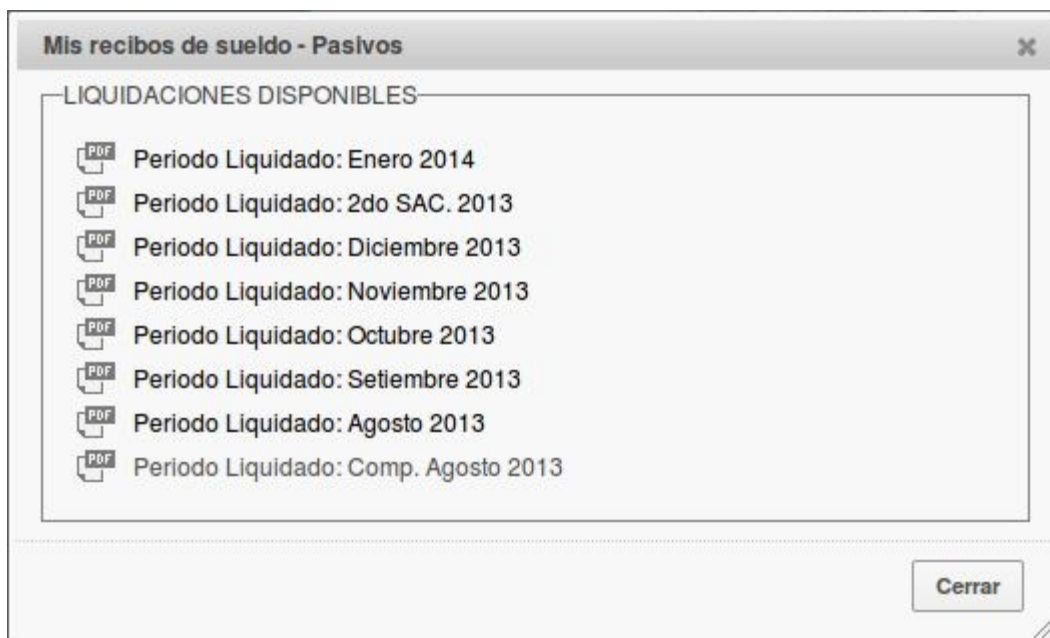 Mis recibos de sueldo - Pasivos
LIQUIDACIONES DISPONIBLES
PDF Periodo Liquidado: Enero 2014
PDF Periodo Liquidado: 2do SAC. 2013
PDF Periodo Liquidado: Diciembre 2013
PDF Periodo Liquidado: Noviembre 2013
PDF Periodo Liquidado: Octubre 2013
PDF Periodo Liquidado: Setiembre 2013
PDF Periodo Liquidado: Agosto 2013
PDF Periodo Liquidado: Comp. Agosto 2013
Cerrar